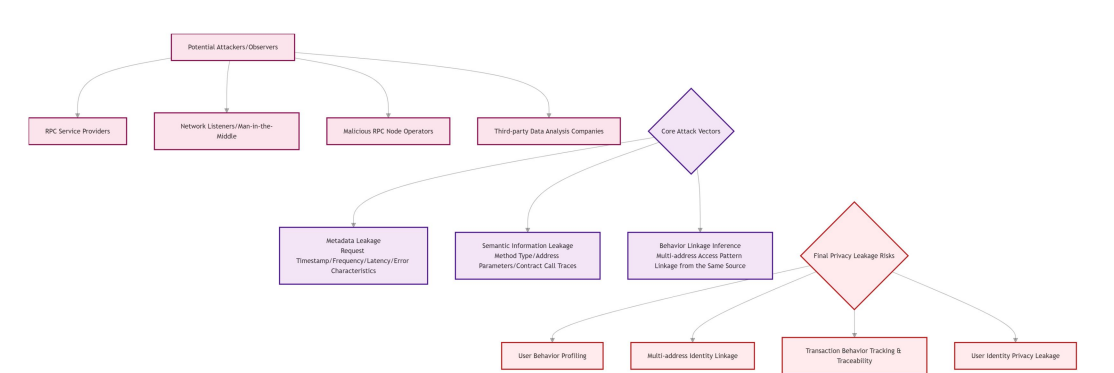 Potential Attackers/Observers
RPC Service Providers
Network Listeners/Man-in-the-
Middle
Malicious RPC Node Operators
Third-party Data Analysis Companies
Core Attack Vectors
Metadata Leakage
Request
Timestamp/Frequency/Latency/Error
Characteristics
Semantic Information Leakage
Method Type/Address
Parameters/Contract Call Traces
Behavior Linkage Inference
Multi-address Access Pattern
Linkage from the Same Source
Final Privacy Leakage Risks
User Behavior Profiling
Multi-address Identity Linkage
Transaction Behavior Tracking &
Traceability
User Identity Privacy Leakage